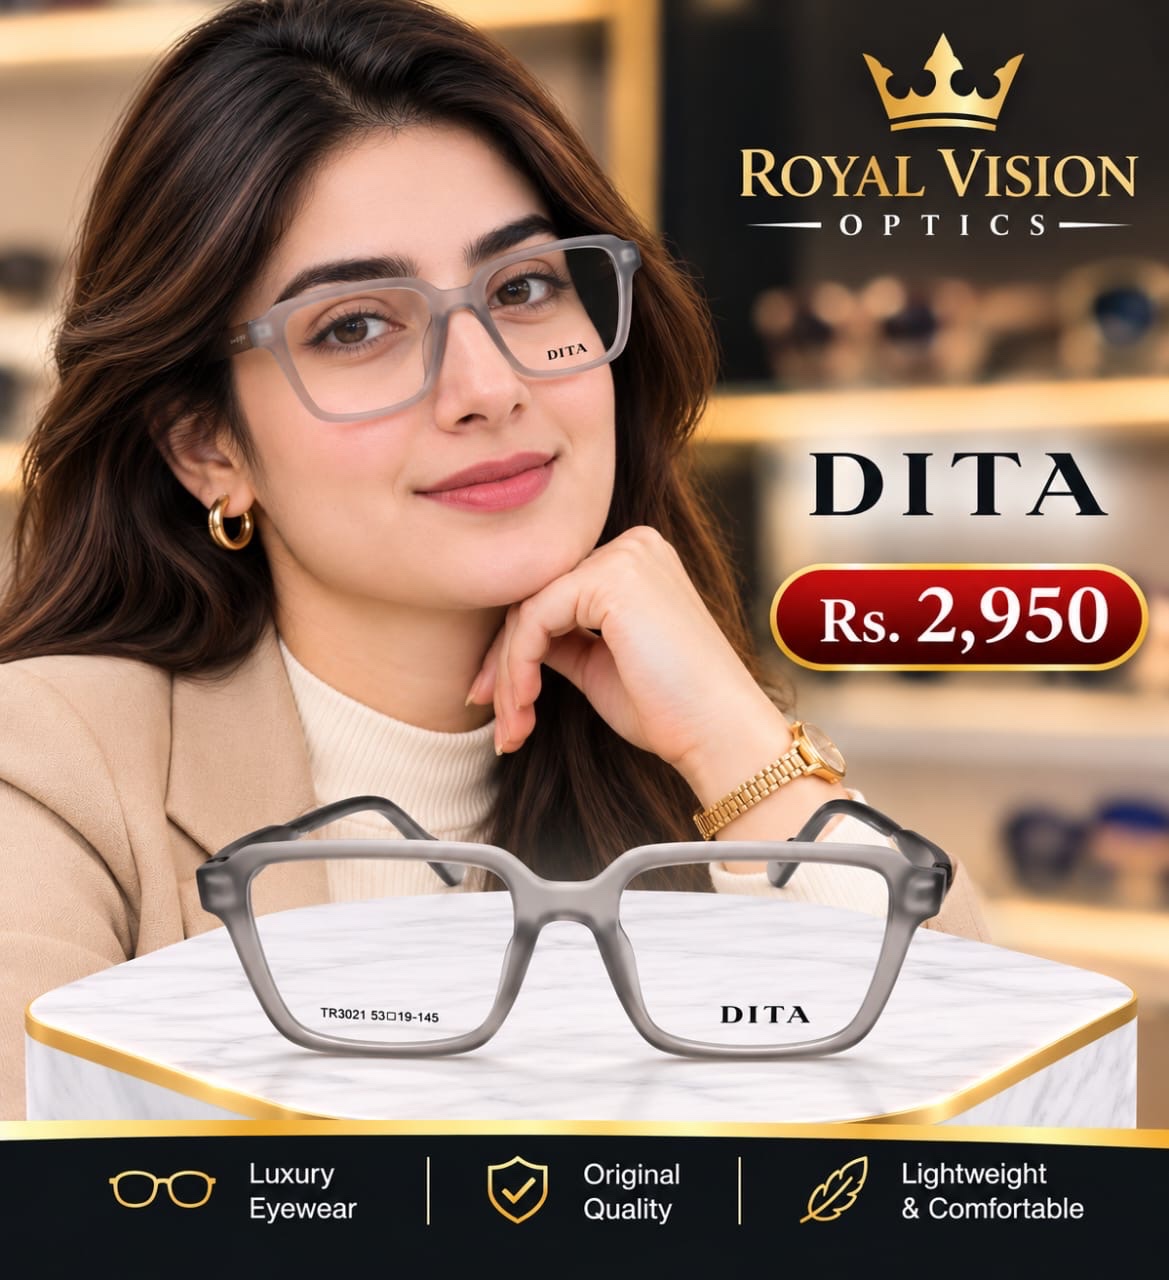 ROYAL VISION
OPTICS
DITA
DITA
Rs. 2,950
TR3021 53□19-145
DITA
Luxury
Eyewear
Original
Quality
Lightweight
& Comfortable